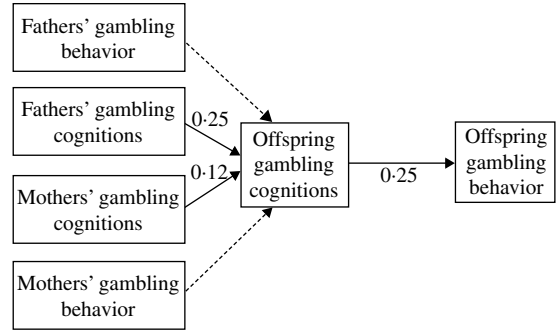 Fathers’ gambling
behavior
Fathers’ gambling
cognitions
0·25
Mothers’ gambling
cognitions
0·12
Mothers’ gambling
behavior
Offspring
gambling
cognitions
0·25
Offspring
gambling
behavior